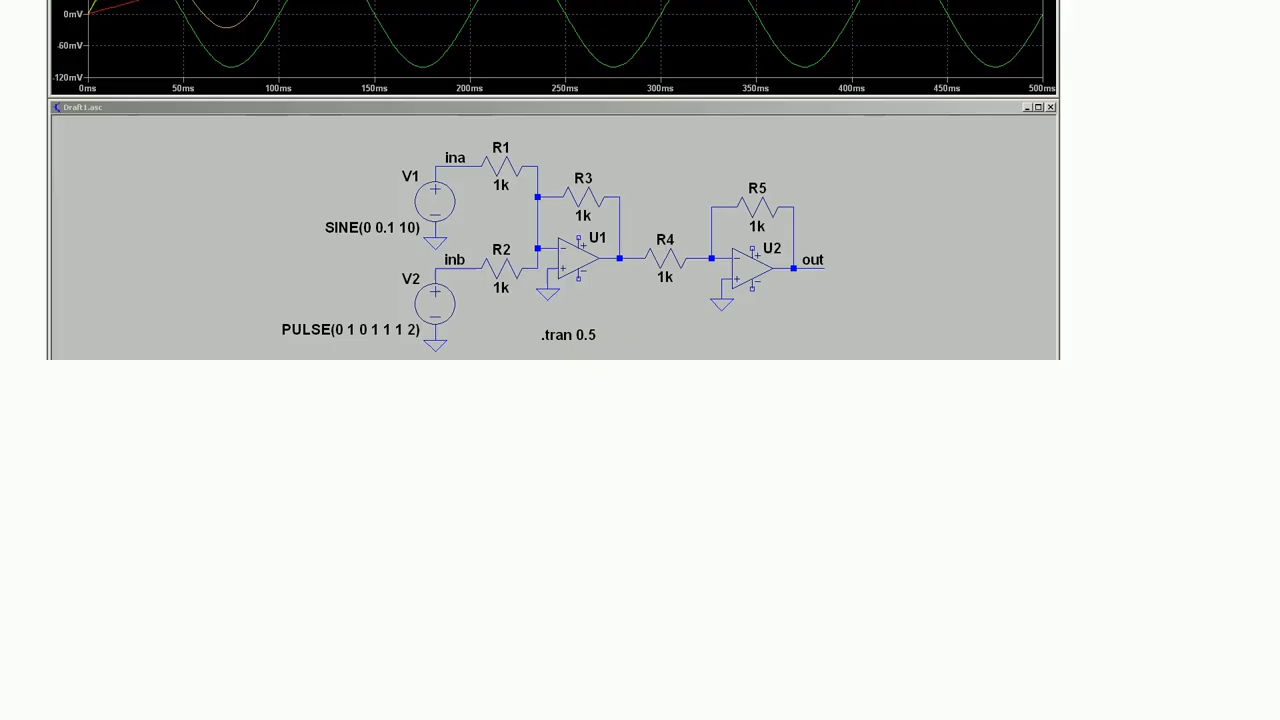 0mV
-60mV
-120mV
0ms 50ms 100ms 150ms 200ms 250ms 300ms 350ms 400ms 450ms 500ms
Draft1.asc
R1
ina
V1
1k
R3
R5
1k
SINE(0 0.1 10)
1k
U1
R4
U2
R2
inb
out
V2
1k
1k
PULSE(0 1 0 1 1 1 2)
.tran 0.5